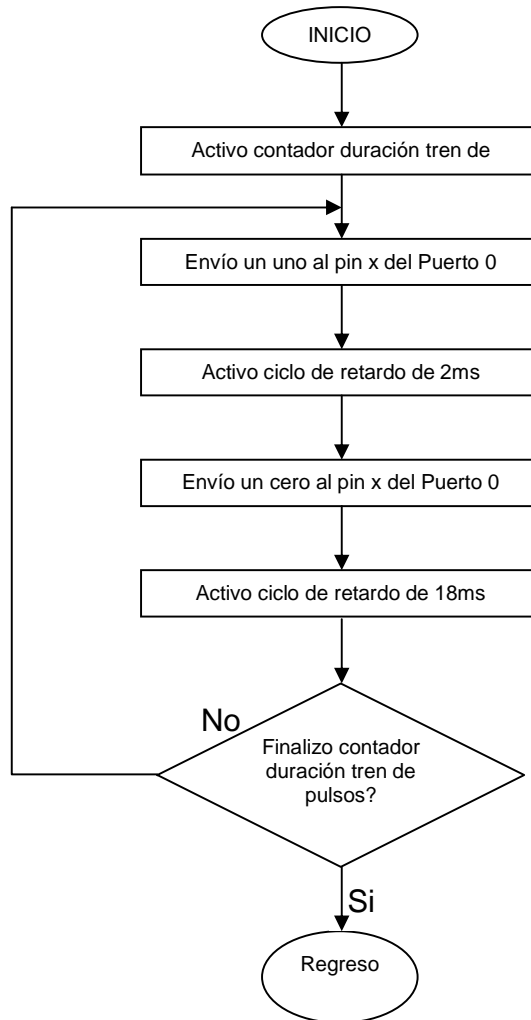 INICIO
Activo contador duración tren de
Envío un uno al pin x del Puerto 0
Activo ciclo de retardo de 2ms
Envío un cero al pin x del Puerto 0
Activo ciclo de retardo de 18ms
No
Finalizo contador
duración tren de
pulsos?
Si
Regreso